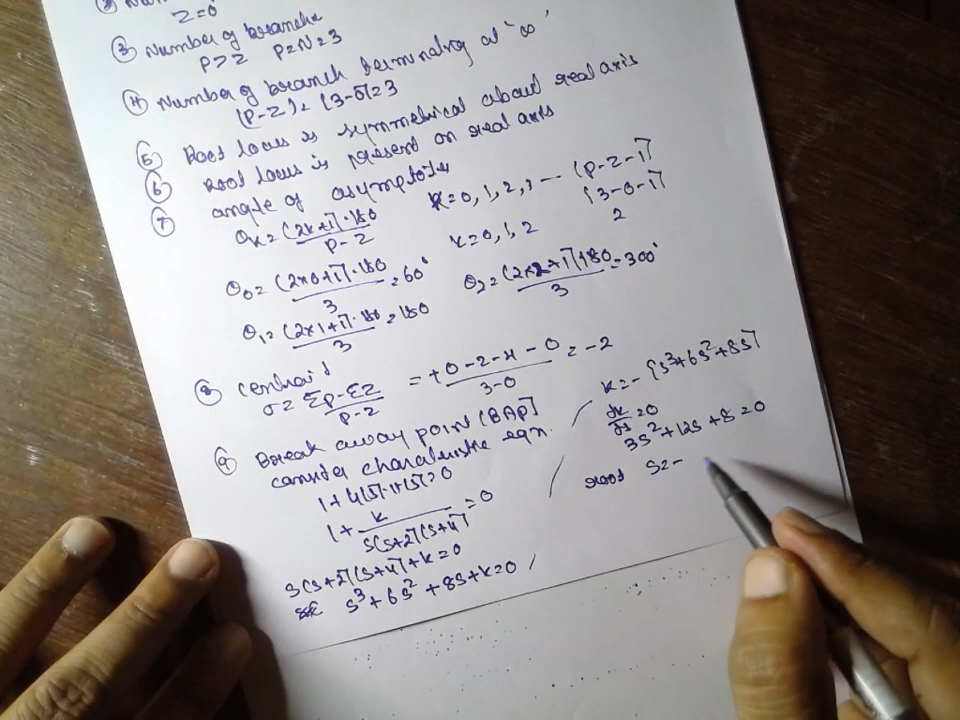 Z=0
③ Number of branche
P>Z P=N=3
④ Number of branch terminating at '∞'
(P-Z)= (3-0)=3
⑤ Root locus is symmetrical about real axis
⑥ Root locus is present on real axis
⑦ angle of asymptote
θK=(2K+1)·180/P-Z K=0,1,2,3--- (P-Z-1)
(3-0-1)
K=0,1,2 2
θ0=(2×0+1)·180/3=60° θ2=(2×2+1)180/3=300°
θ1=(2×1+1)·180/3=180
⑧ Centroid
σ=ΣP-ΣZ/P-Z =+0-2-4-0/3-0=-2
⑨ Break away point (BAP)
consider characteristic eqn.
1+G(S)·H(S)=0
1+K/S(S+2)(S+4)=0
S(S+2)(S+4)+K=0
S³+6S²+8S+K=0
K=-(S³+6S²+8S)
dK/ds=0
3S²+12S+8=0
root S=-